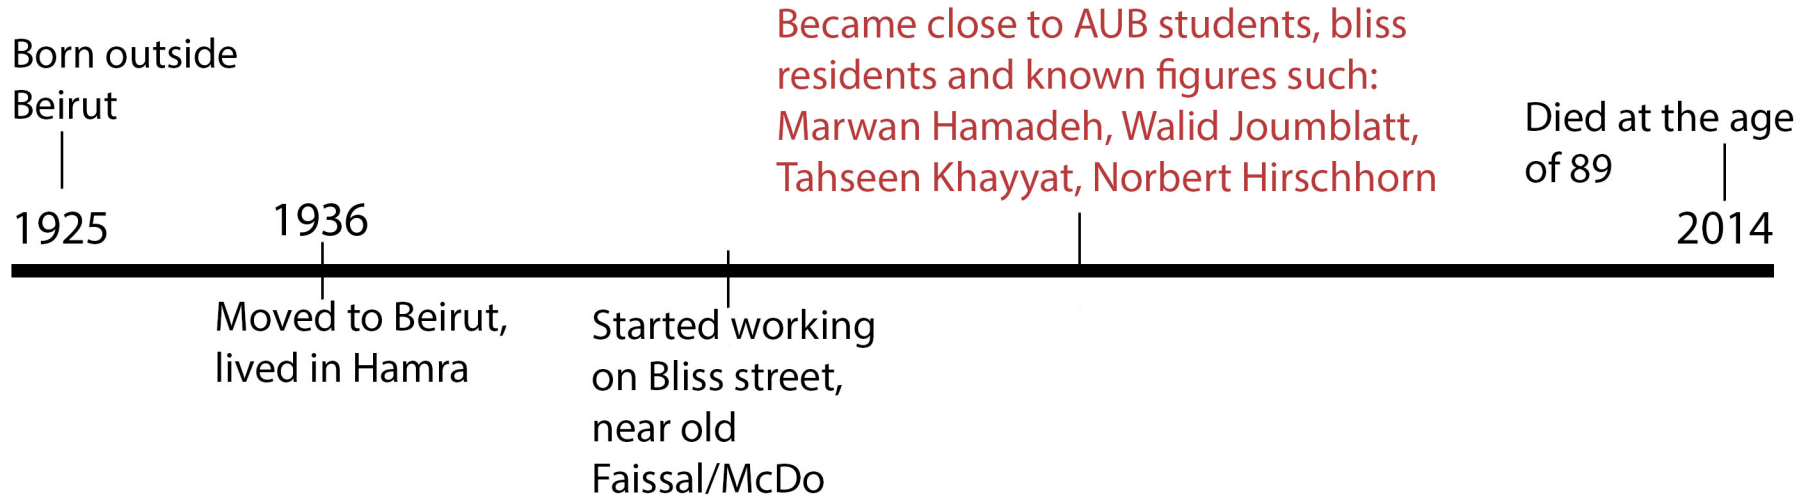 Born outside
Beirut
1925
1936
Moved to Beirut,
lived in Hamra
Started working
on Bliss street,
near old
Faissal/McDo
Became close to AUB students, bliss
residents and known figures such:
Marwan Hamadeh, Walid Joumblatt,
Tahseen Khayyat, Norbert Hirschhorn
Died at the age
of 89
2014